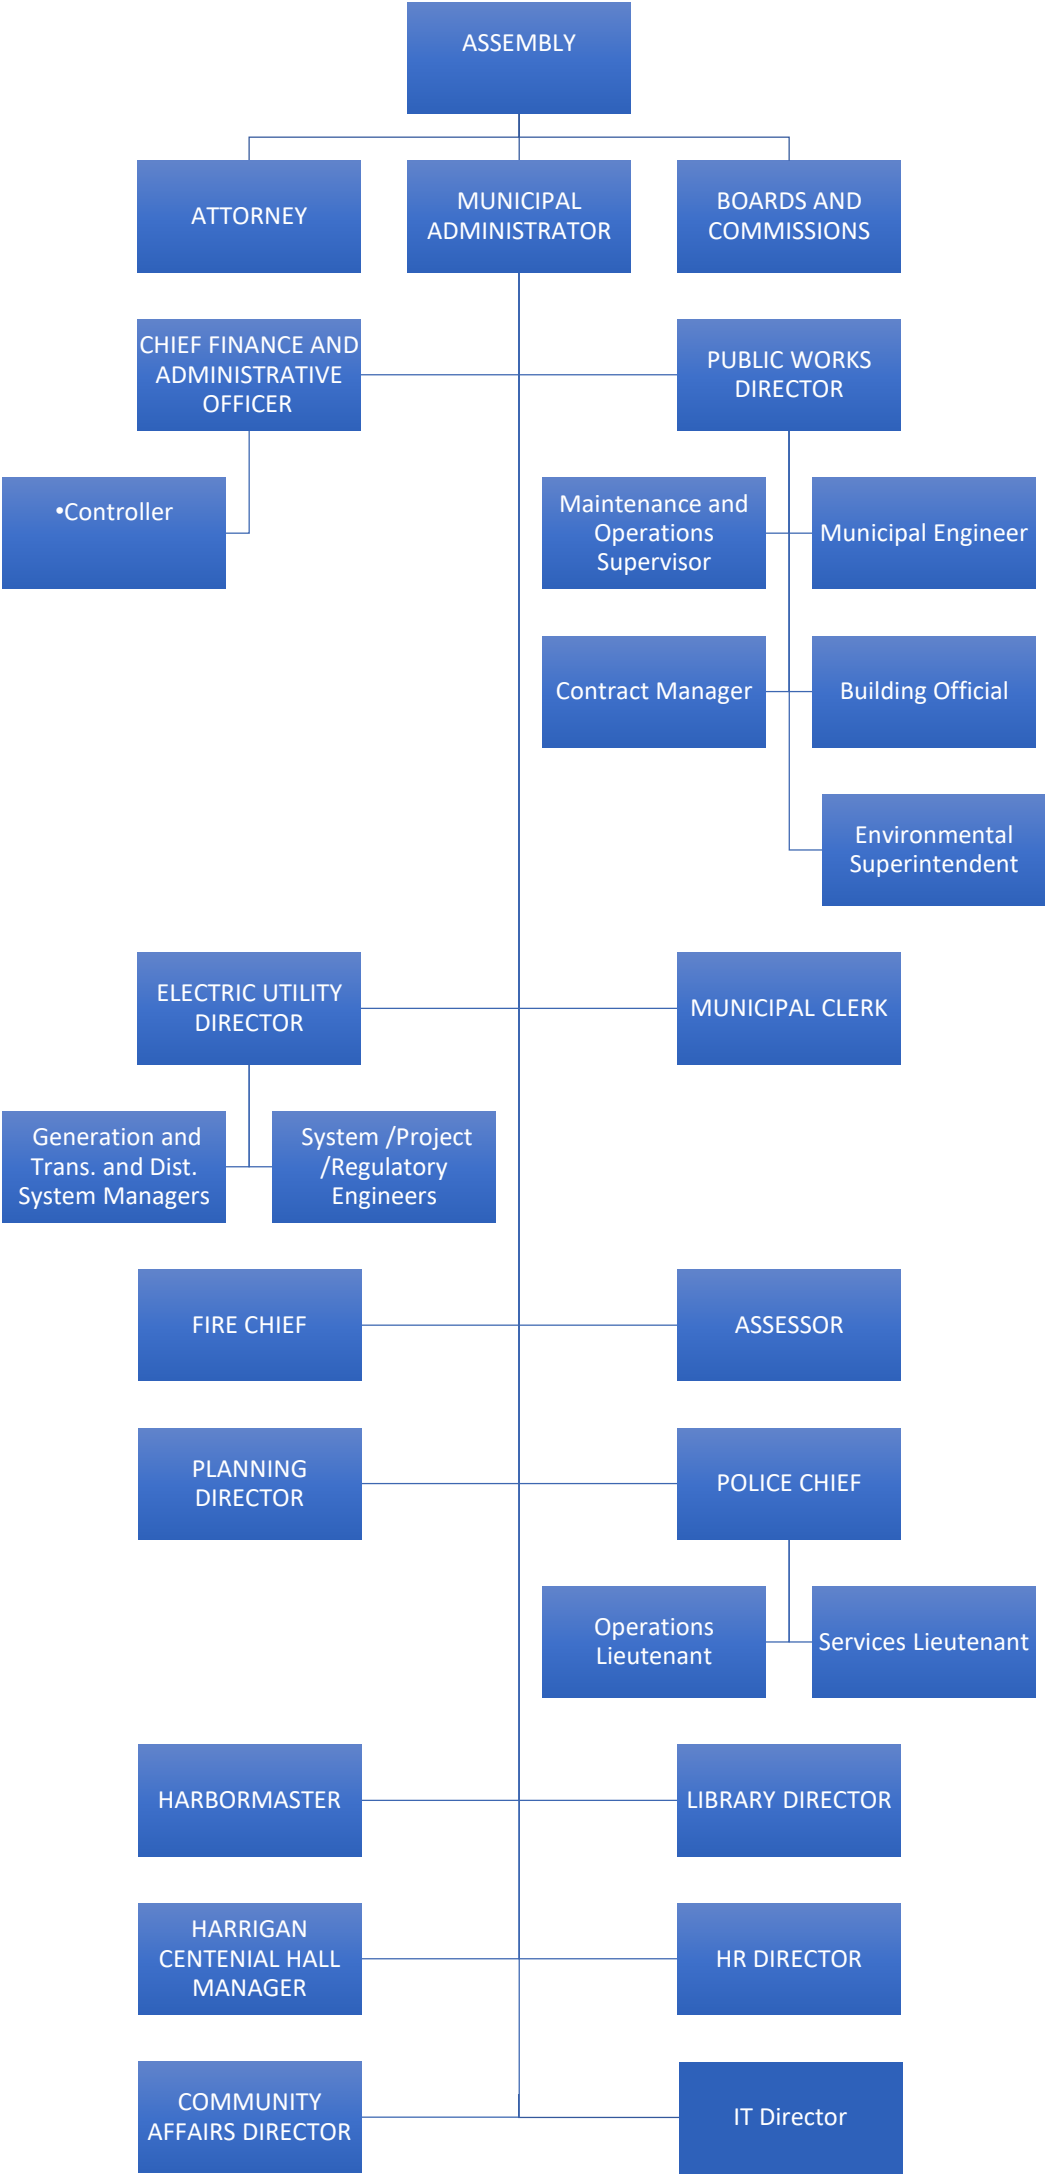 ASSEMBLY
ATTORNEY
MUNICIPAL
ADMINISTRATOR
BOARDS AND
COMMISSIONS
CHIEF FINANCE AND
ADMINISTRATIVE
OFFICER
PUBLIC WORKS
DIRECTOR
•Controller
Maintenance and
Operations
Supervisor
Municipal Engineer
Contract Manager
Building Official
Environmental
Superintendent
ELECTRIC UTILITY
DIRECTOR
MUNICIPAL CLERK
Generation and
Trans. and Dist.
System Managers
System /Project
/Regulatory
Engineers
FIRE CHIEF
ASSESSOR
PLANNING
DIRECTOR
POLICE CHIEF
Operations
Lieutenant
Services Lieutenant
HARBORMASTER
LIBRARY DIRECTOR
HARRIGAN
CENTENIAL HALL
MANAGER
HR DIRECTOR
COMMUNITY
AFFAIRS DIRECTOR
IT Director